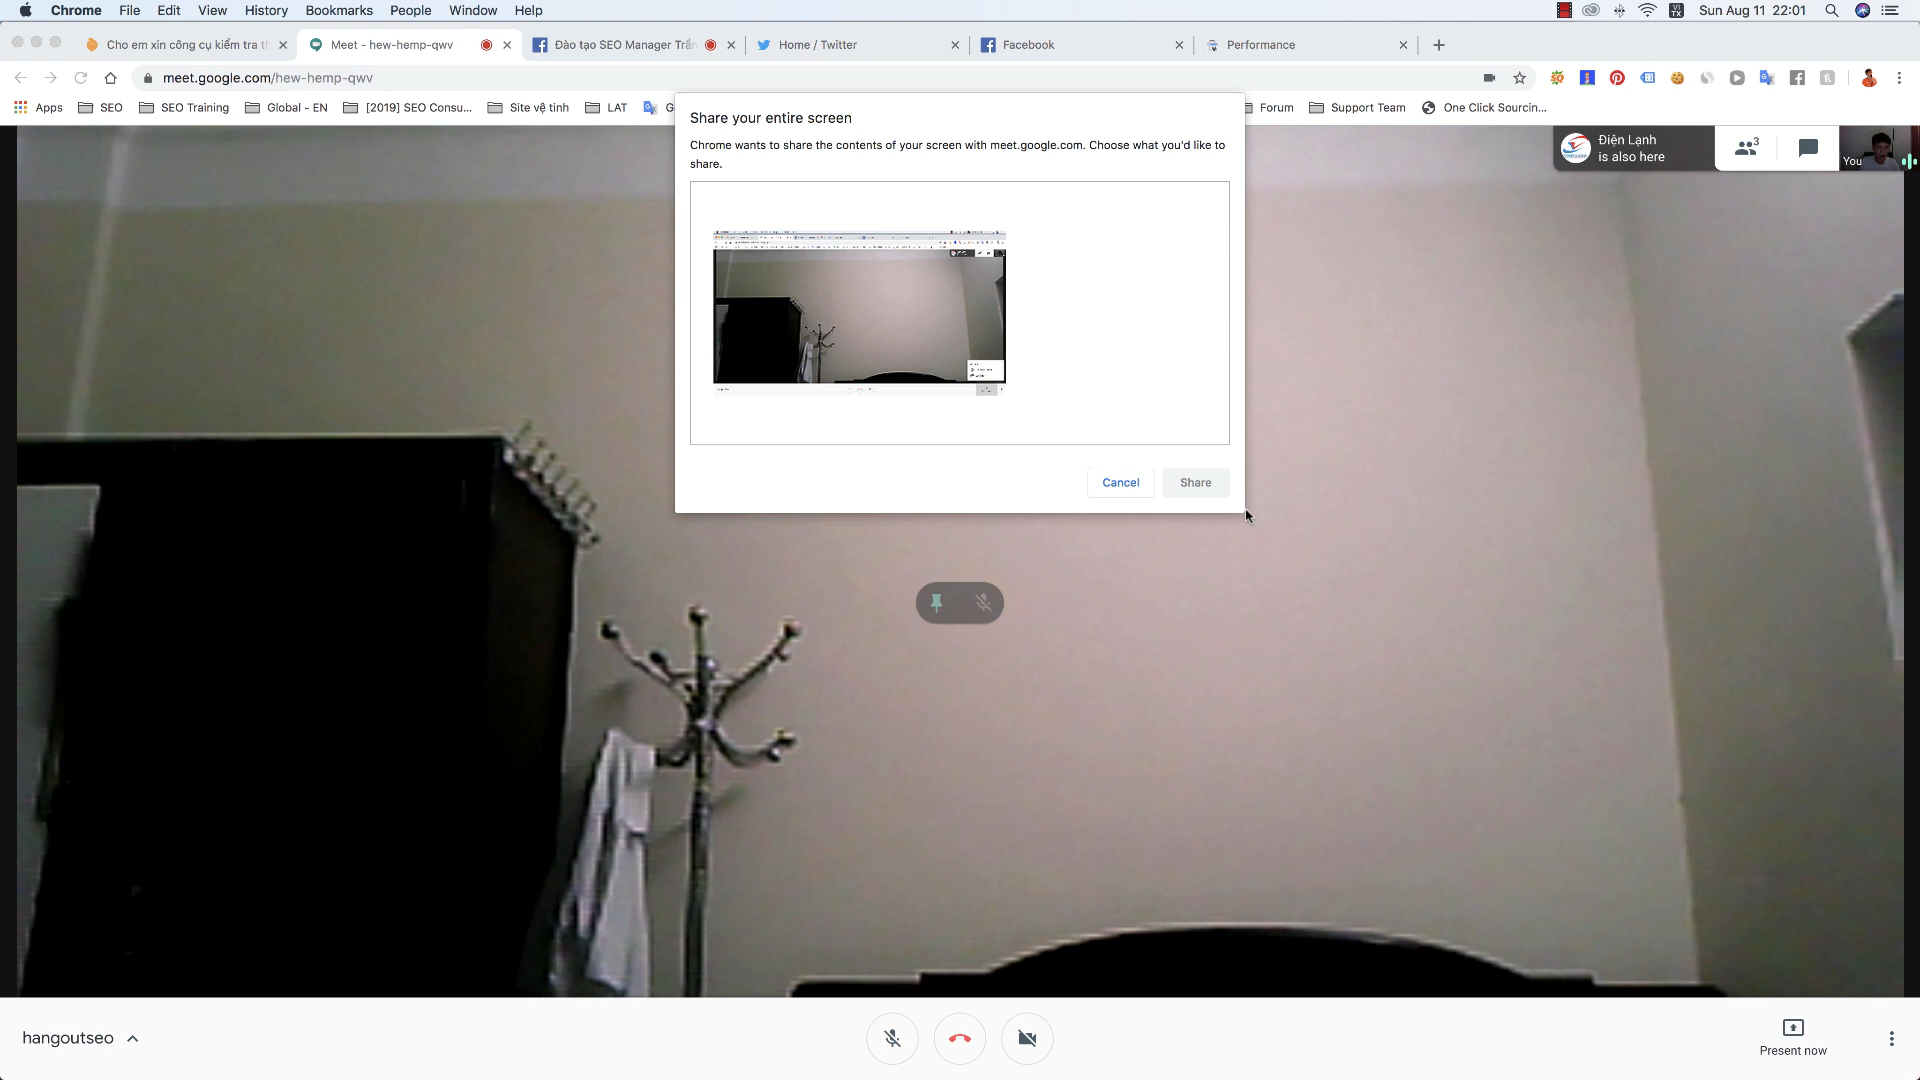 Chrome File Edit View History Bookmarks People Window Help Sun Aug 11 22:01
Cho em xin công cụ kiểm tra th Meet - hew-hemp-qwv Đào tạo SEO Manager Trần Home / Twitter Facebook Performance
meet.google.com/hew-hemp-qwv
Apps SEO SEO Training Global - EN [2019] SEO Consu... Site vệ tinh LAT G Forum Support Team One Click Sourcin...
Share your entire screen
Chrome wants to share the contents of your screen with meet.google.com. Choose what you'd like to
share.
Cancel Share
Điện Lạnh
is also here
3
You
hangoutseo
Present now